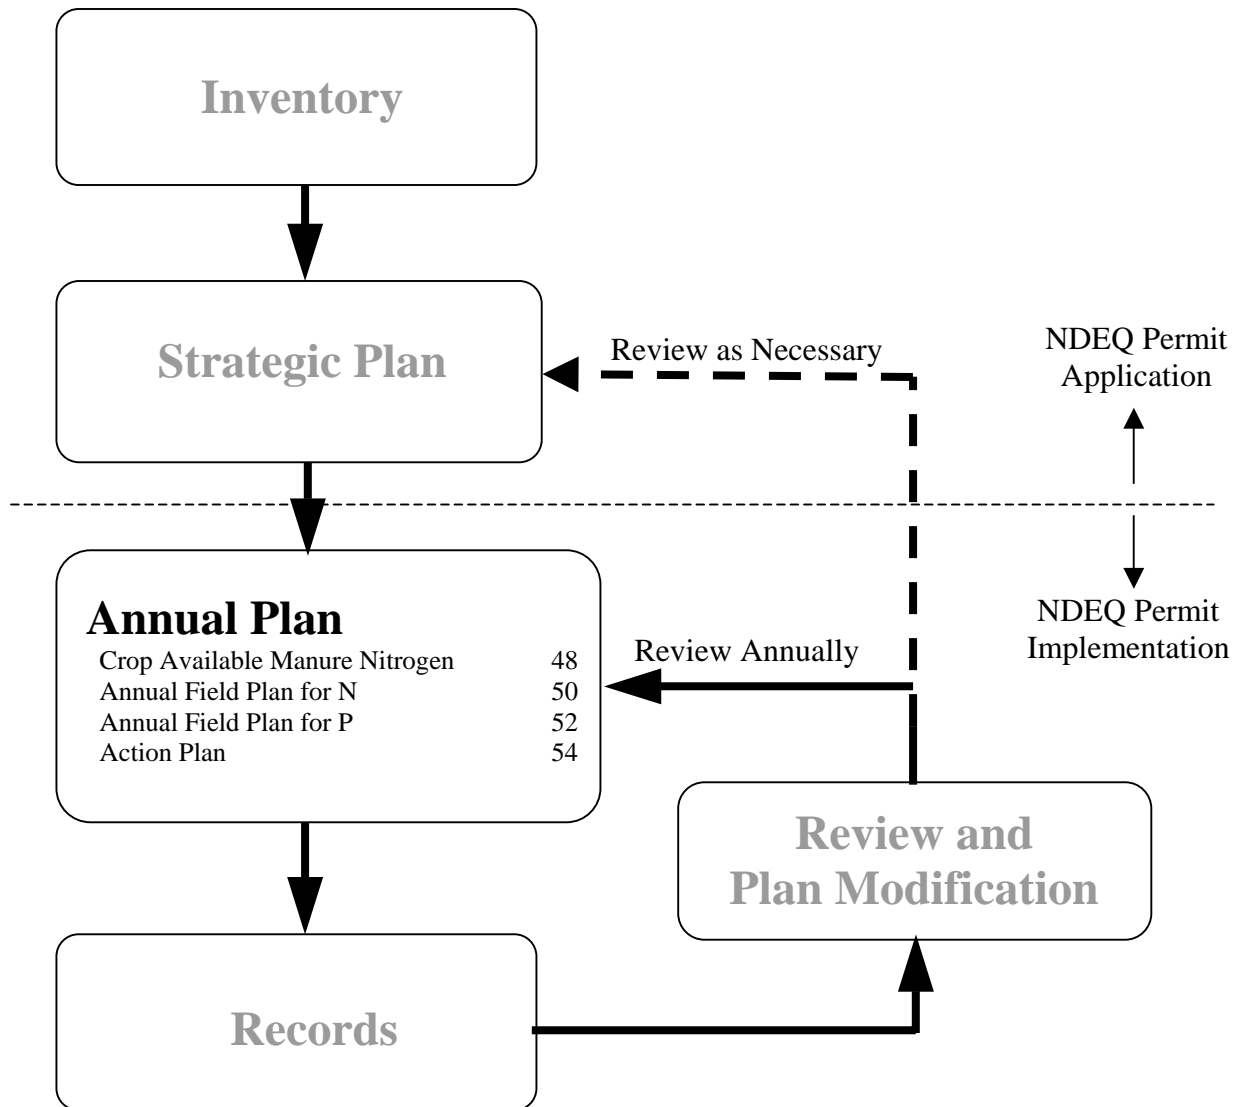 Inventory
Strategic Plan
Review as Necessary
NDEQ Permit
Application
NDEQ Permit
Implementation
Annual Plan
Crop Available Manure Nitrogen 48
Annual Field Plan for N 50
Annual Field Plan for P 52
Action Plan 54
Review Annually
Review and
Plan Modification
Records